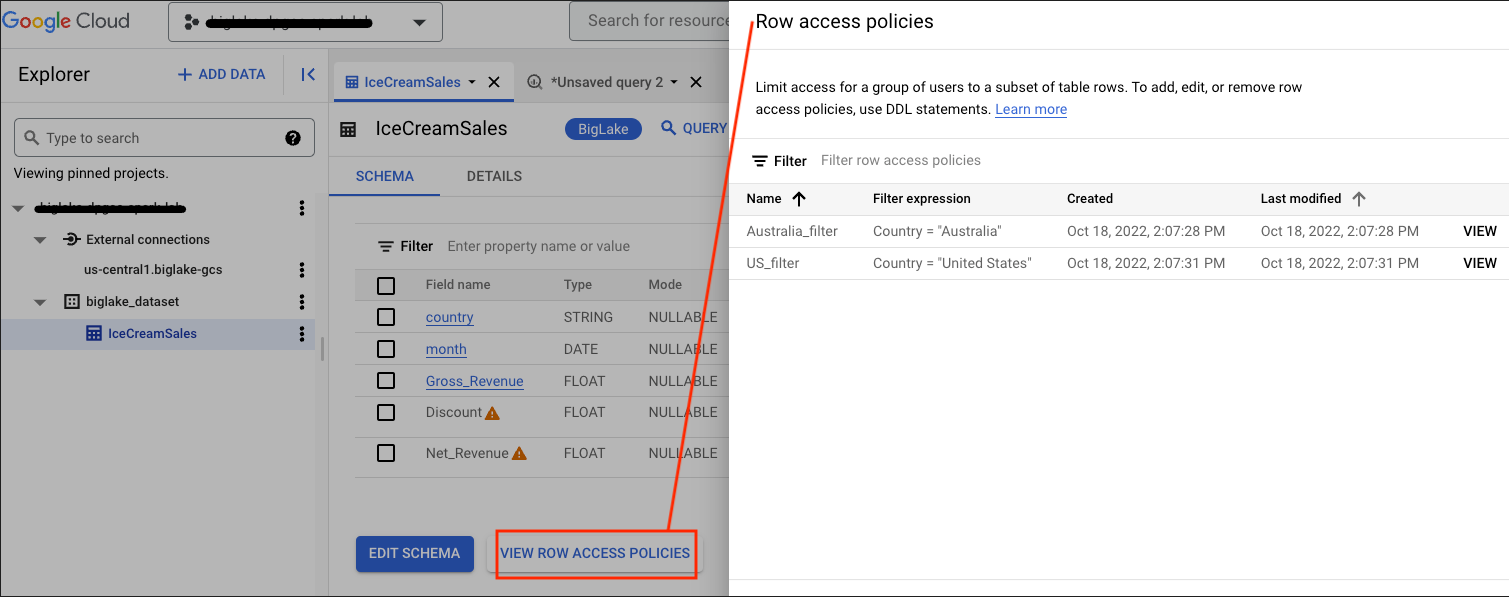 Google Cloud
Search for resource
Explorer
ADD DATA
Type to search
?
Viewing pinned projects.
External connections
us-central1.biglake-gcs
biglake_dataset
IceCreamSales
IceCreamSales
*Unsaved query 2
IceCreamSales
BigLake
QUERY
SCHEMA
DETAILS
Filter Enter property name or value
Field name Type Mode
country STRING NULLABLE
month DATE NULLABLE
Gross_Revenue FLOAT NULLABLE
Discount FLOAT NULLABLE
Net_Revenue FLOAT NULLABLE
EDIT SCHEMA
VIEW ROW ACCESS POLICIES
Row access policies
Limit access for a group of users to a subset of table rows. To add, edit, or remove row
access policies, use DDL statements. Learn more
Filter Filter row access policies
Name Filter expression Created Last modified
Australia_filter Country = "Australia" Oct 18, 2022, 2:07:28 PM Oct 18, 2022, 2:07:28 PM VIEW
US_filter Country = "United States" Oct 18, 2022, 2:07:31 PM Oct 18, 2022, 2:07:31 PM VIEW